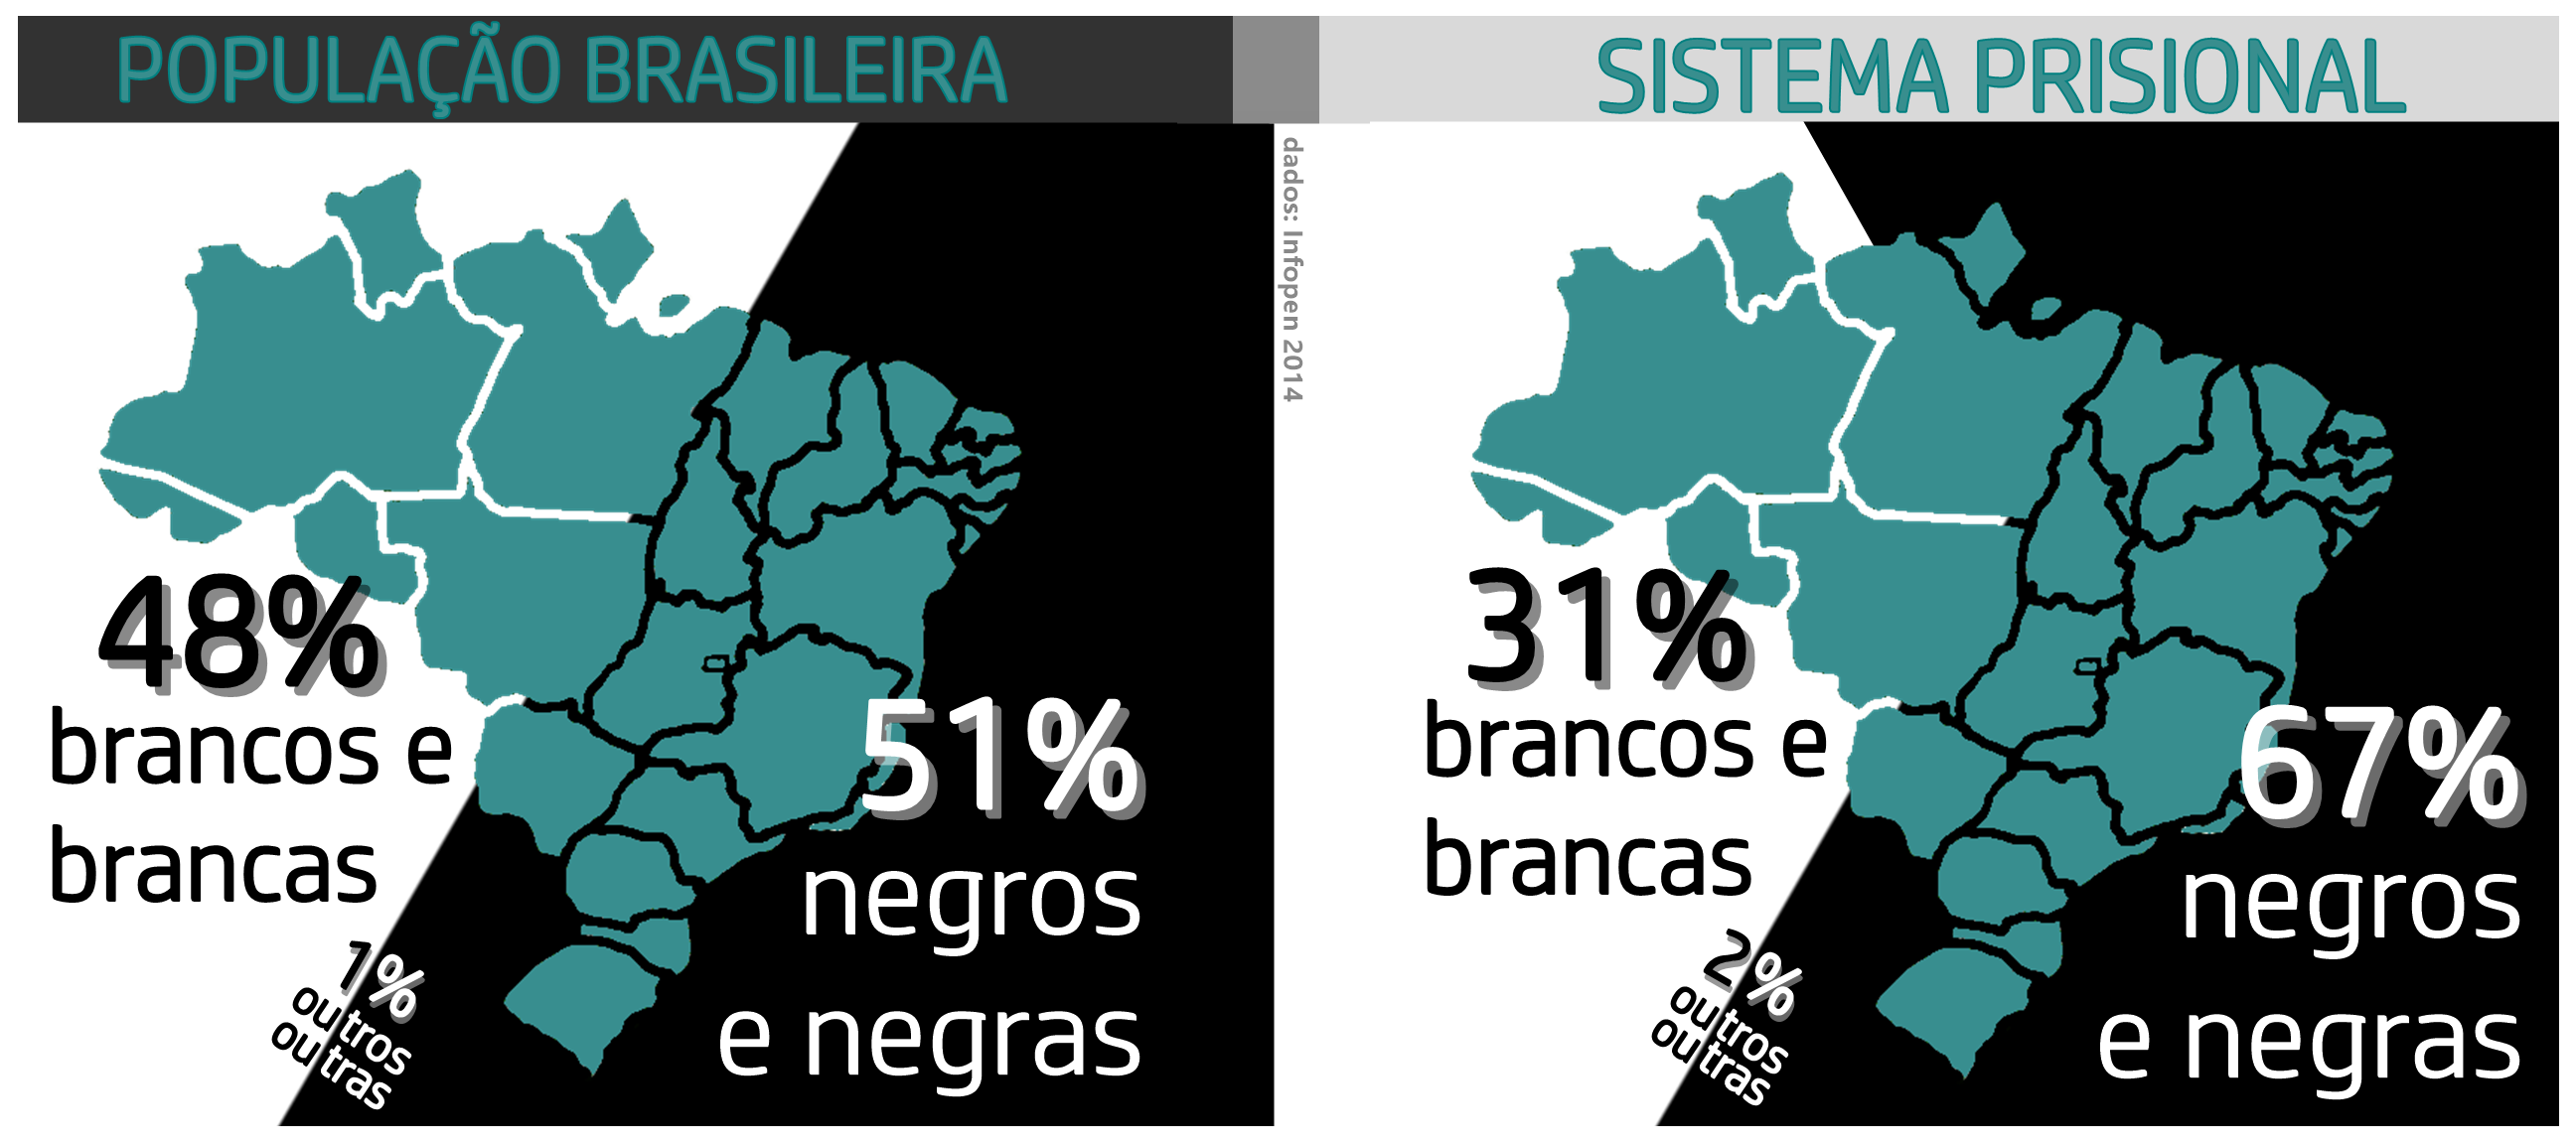 POPULAÇÃO BRASILEIRA
48%
brancos e
brancas
51%
negros
e negras
1%
outros
outras
dados: Infopen 2014
SISTEMA PRISIONAL
31%
brancos e
brancas
67%
negros
e negras
2%
outros
outras